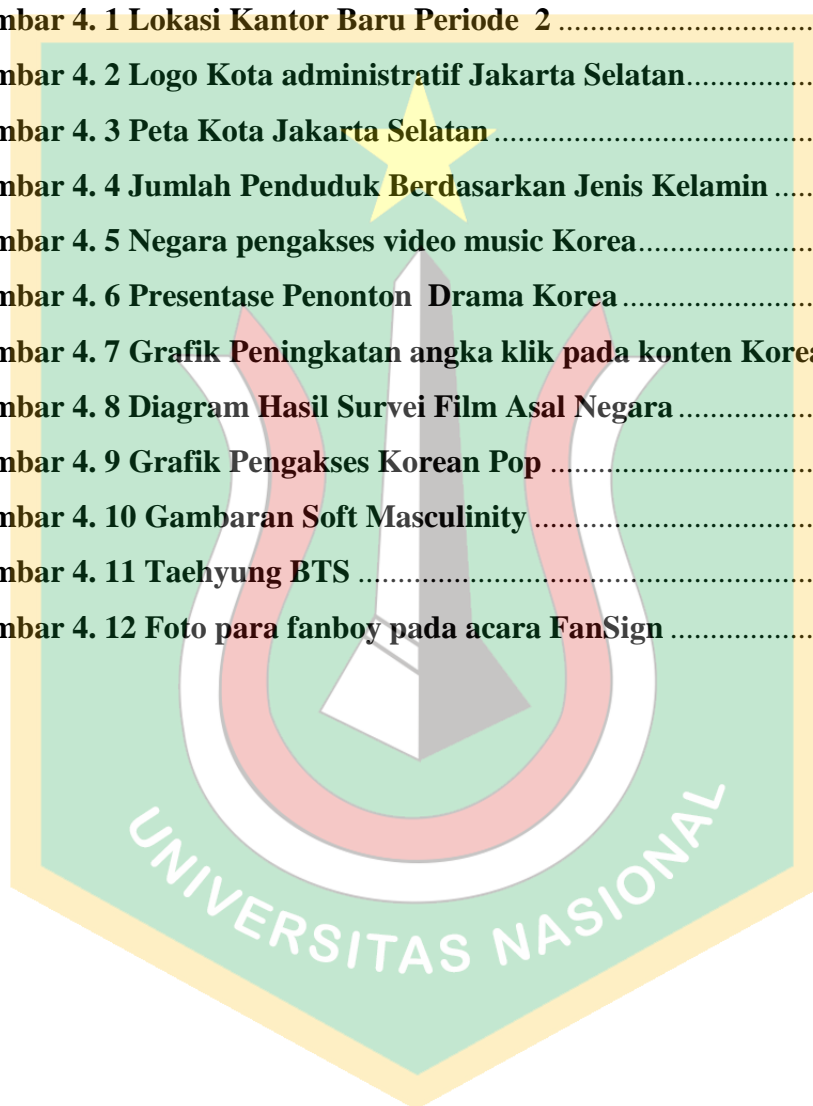 mbar 4. 1 Lokasi Kantor Baru Periode  2 ....................................
mbar 4. 2 Logo Kota administratif Jakarta Selatan.................
mbar 4. 3 Peta Kota Jakarta Selatan ............................................
mbar 4. 4 Jumlah Penduduk Berdasarkan Jenis Kelamin .....
mbar 4. 5 Negara pengakses video music Korea.......................
mbar 4. 6 Presentase Penonton  Drama Korea ..........................
mbar 4. 7 Grafik Peningkatan angka klik pada konten Korea
mbar 4. 8 Diagram Hasil Survei Film Asal Negara ..................
mbar 4. 9 Grafik Pengakses Korean Pop ....................................
mbar 4. 10 Gambaran Soft Masculinity ......................................
mbar 4. 11 Taehyung BTS ..............................................................
mbar 4. 12 Foto para fanboy pada acara FanSign ...................
UNIVERSITAS NASIONAL